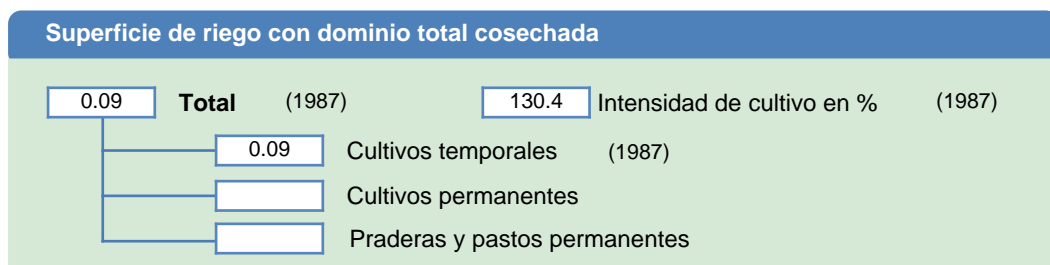 Superficie de riego con dominio total cosechada
0.09 Total (1987) 130.4 Intensidad de cultivo en % (1987)
0.09 Cultivos temporales (1987)
Cultivos permanentes
Praderas y pastos permanentes